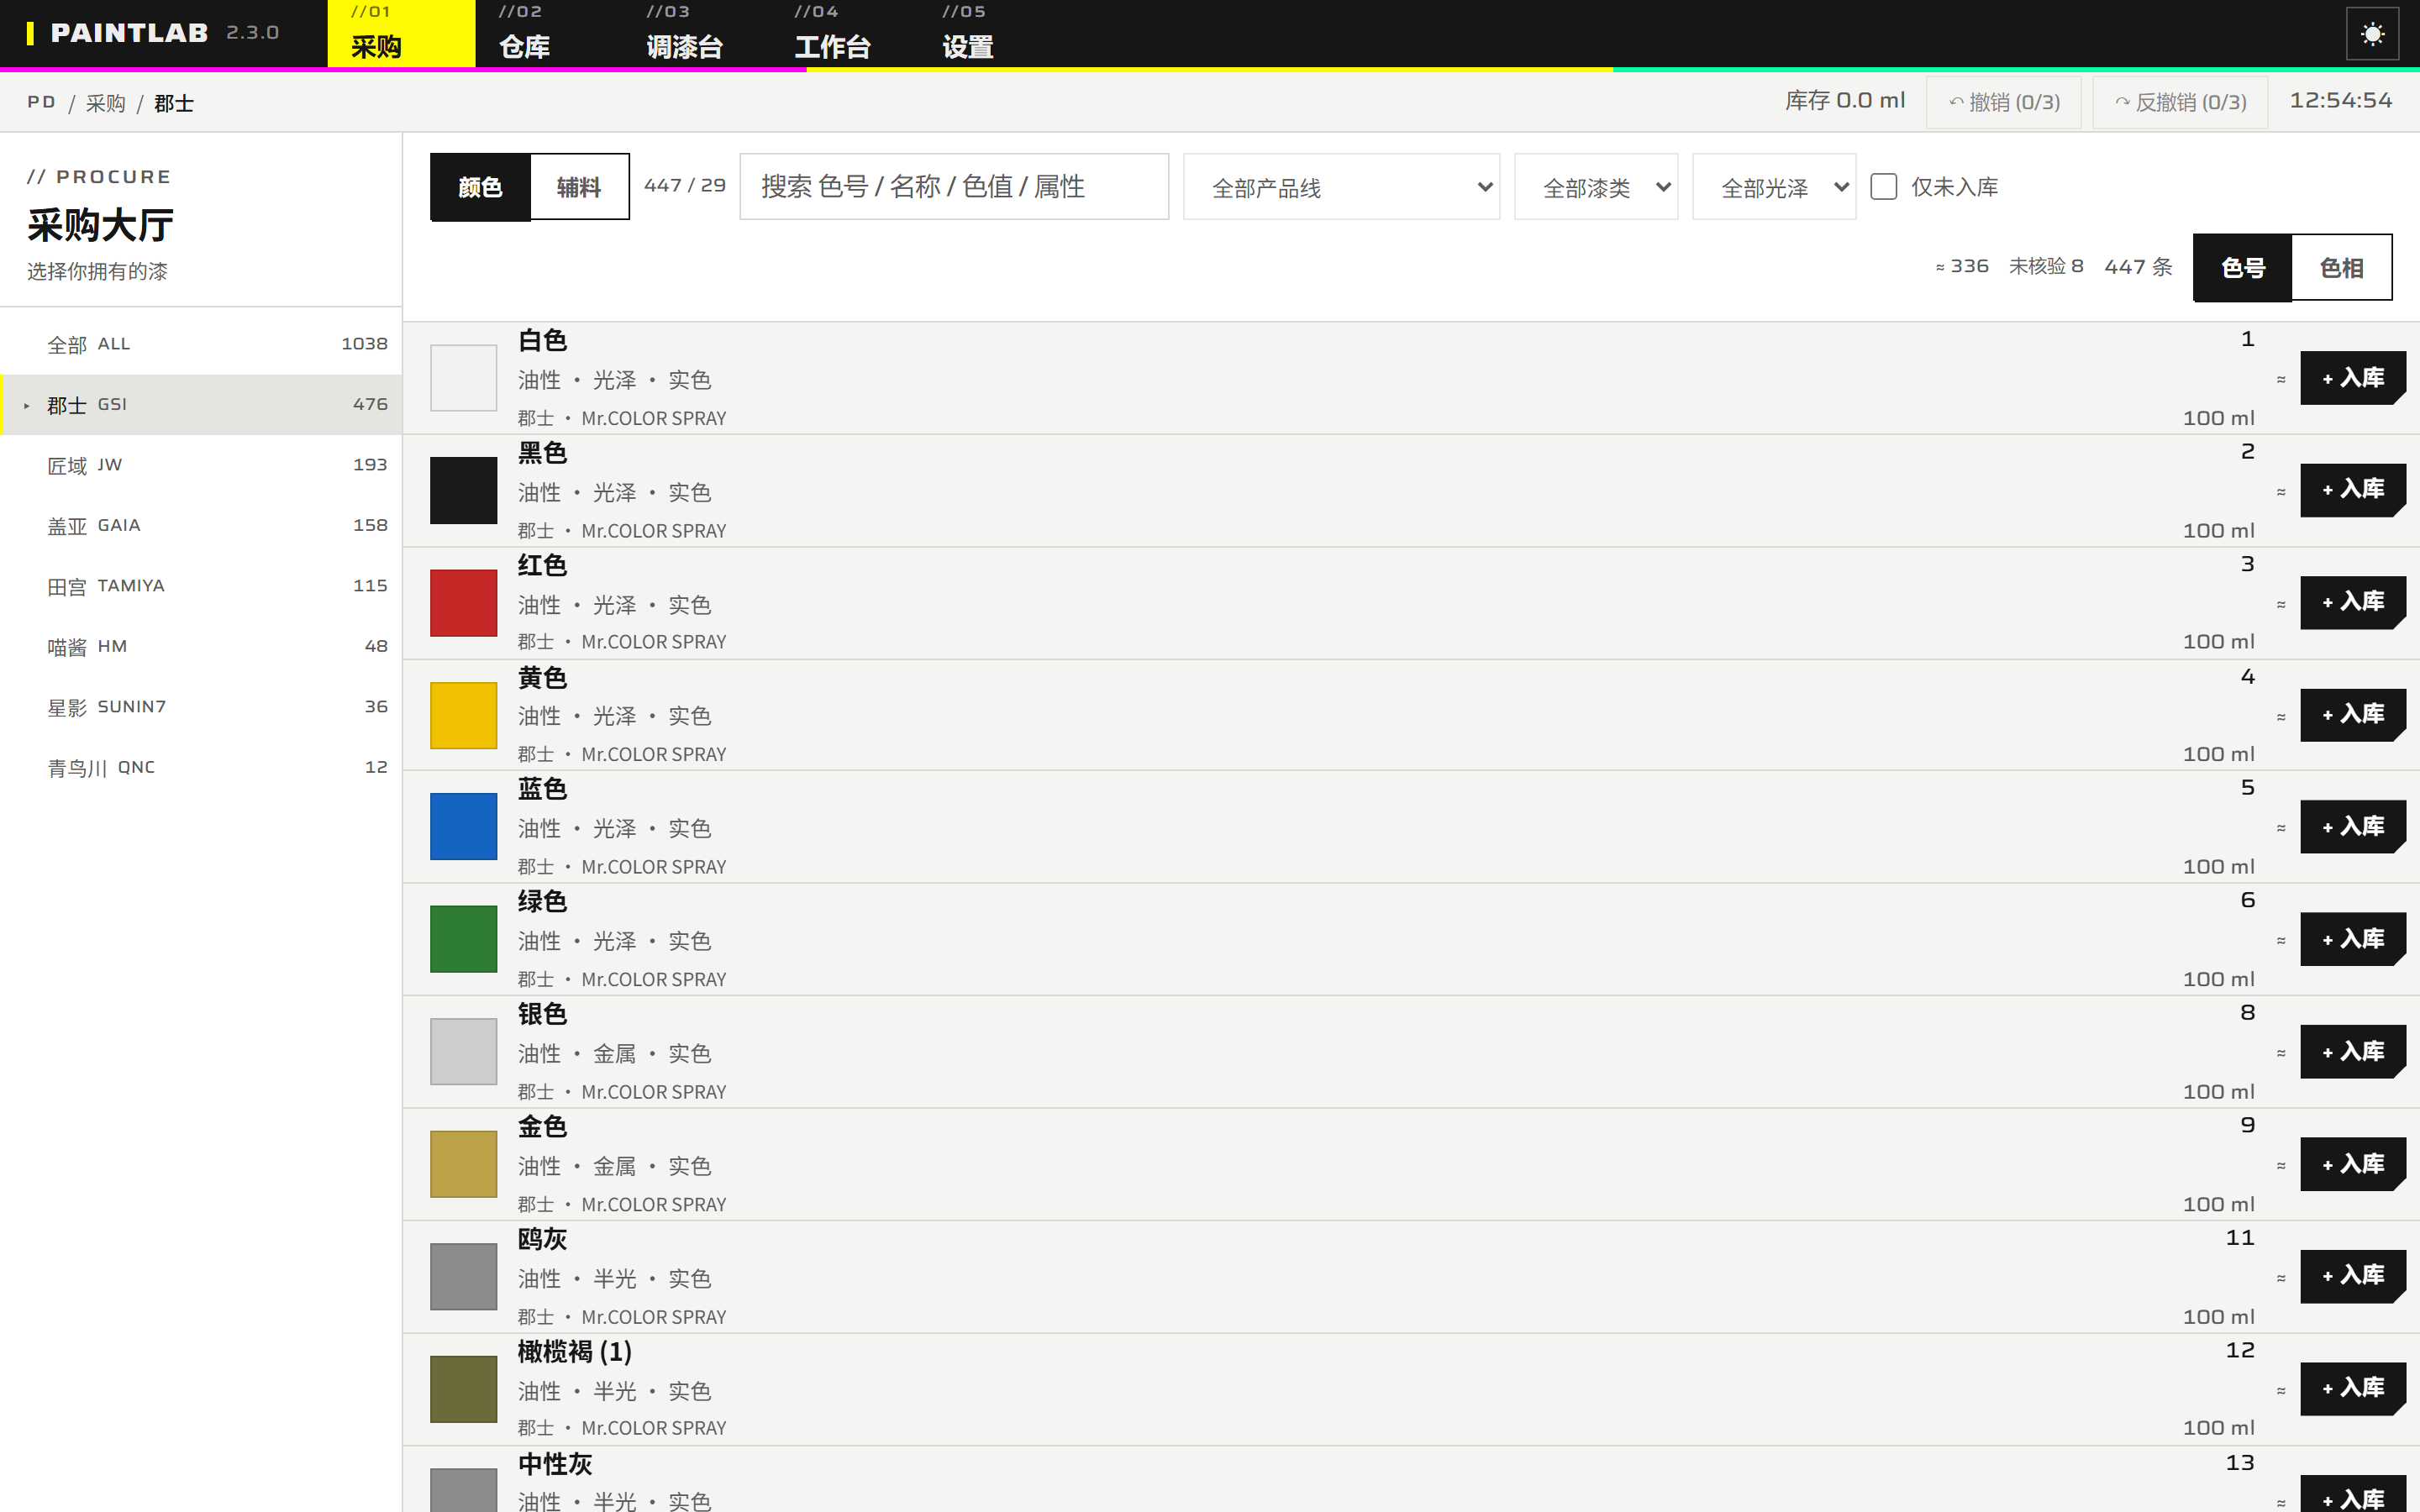 PAINTLAB 2.3.0
//01
采购
//02
仓库
//03
调漆台
//04
工作台
//05
设置
PD / 采购 / 郡士
库存 0.0 ml
↶ 撤销 (0/3)
↷ 反撤销 (0/3)
12:54:54
// PROCURE
采购大厅
选择你拥有的漆
全部 ALL 1038
▸ 郡士 GSI 476
匠域 JW 193
盖亚 GAIA 158
田宫 TAMIYA 115
喵酱 HM 48
星影 SUNIN7 36
青鸟川 QNC 12
颜色 辅料 447 / 29 搜索 色号 / 名称 / 色值 / 属性 全部产品线 全部漆类 全部光泽 仅未入库
≈ 336 未核验 8 447 条 色号 色相
白色 1
油性 • 光泽 • 实色 ≈ + 入库
郡士 • Mr.COLOR SPRAY 100 ml
黑色 2
油性 • 光泽 • 实色 ≈ + 入库
郡士 • Mr.COLOR SPRAY 100 ml
红色 3
油性 • 光泽 • 实色 ≈ + 入库
郡士 • Mr.COLOR SPRAY 100 ml
黄色 4
油性 • 光泽 • 实色 ≈ + 入库
郡士 • Mr.COLOR SPRAY 100 ml
蓝色 5
油性 • 光泽 • 实色 ≈ + 入库
郡士 • Mr.COLOR SPRAY 100 ml
绿色 6
油性 • 光泽 • 实色 ≈ + 入库
郡士 • Mr.COLOR SPRAY 100 ml
银色 8
油性 • 金属 • 实色 ≈ + 入库
郡士 • Mr.COLOR SPRAY 100 ml
金色 9
油性 • 金属 • 实色 ≈ + 入库
郡士 • Mr.COLOR SPRAY 100 ml
鸥灰 11
油性 • 半光 • 实色 ≈ + 入库
郡士 • Mr.COLOR SPRAY 100 ml
橄榄褐 (1) 12
油性 • 半光 • 实色 ≈ + 入库
郡士 • Mr.COLOR SPRAY 100 ml
中性灰 13
油性 • 半光 • 实色 ≈ + 入库